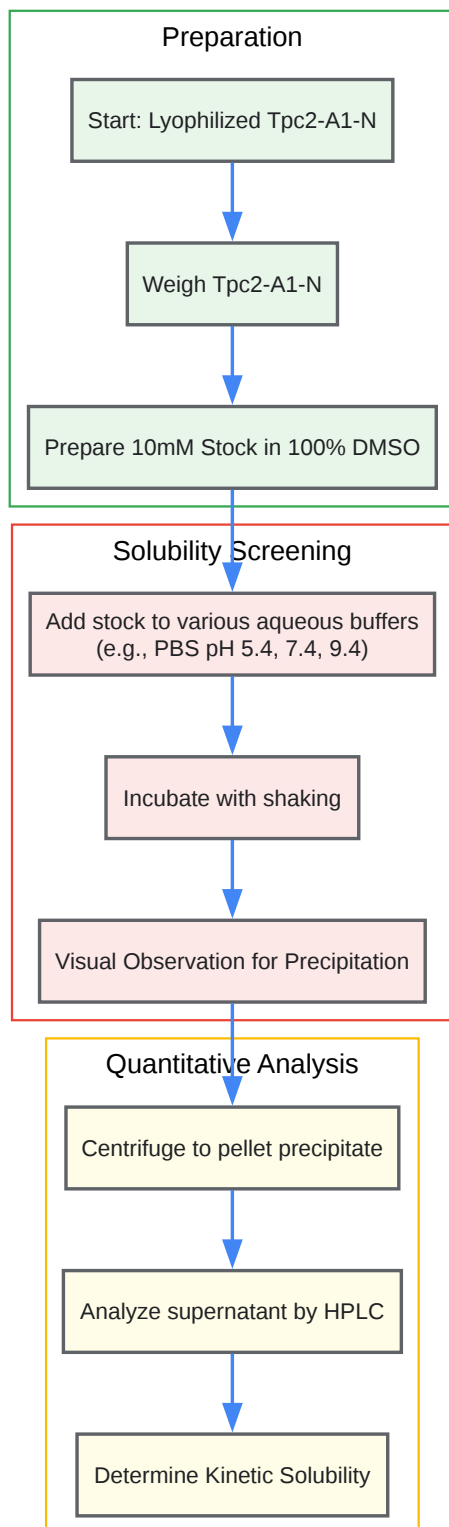 Preparation
Start: Lyophilized Tpc2-A1-N
Weigh Tpc2-A1-N
Prepare 10mM Stock in 100% DMSO
Solubility Screening
Add stock to various aqueous buffers
(e.g., PBS pH 5.4, 7.4, 9.4)
Incubate with shaking
Visual Observation for Precipitation
Quantitative Analysis
Centrifuge to pellet precipitate
Analyze supernatant by HPLC
Determine Kinetic Solubility